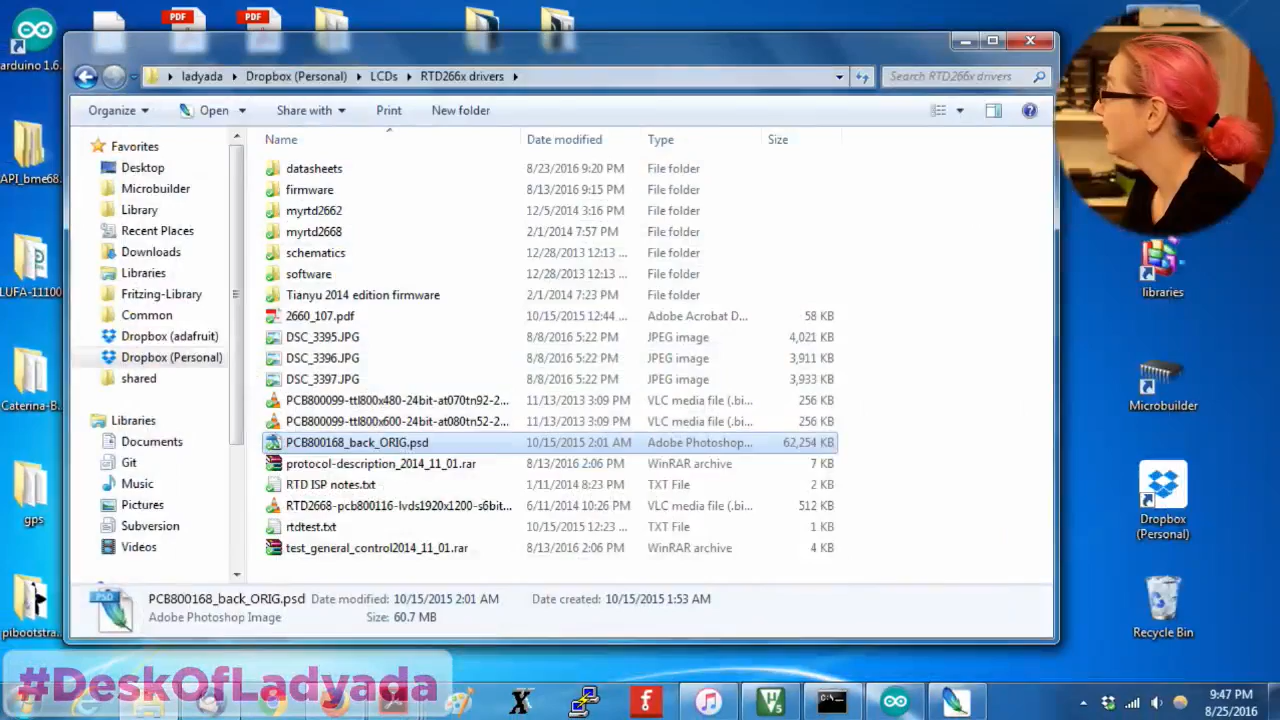 PDF
PDF
arduino 1.6
ladyada
Dropbox (Personal)
LCDs
RTD266x drivers
Search RTD266x drivers
Organize
Open
Share with
Print
New folder
Name
Date modified
Type
Size
Favorites
Desktop
Microbuilder
Library
Recent Places
Downloads
Libraries
Fritzing-Library
Common
Dropbox (adafruit)
Dropbox (Personal)
shared
Libraries
Documents
Git
Music
Pictures
Subversion
Videos
datasheets 8/23/2016 9:20 PM File folder
firmware 8/13/2016 9:15 PM File folder
myrtd2662 12/5/2014 3:16 PM File folder
myrtd2668 2/1/2014 7:57 PM File folder
schematics 12/28/2013 12:13 ... File folder
software 12/28/2013 12:13 ... File folder
Tianyu 2014 edition firmware 2/1/2014 7:23 PM File folder
2660_107.pdf 10/15/2015 12:44 ... Adobe Acrobat D... 58 KB
DSC_3395.JPG 8/8/2016 5:22 PM JPEG image 4,021 KB
DSC_3396.JPG 8/8/2016 5:22 PM JPEG image 3,911 KB
DSC_3397.JPG 8/8/2016 5:22 PM JPEG image 3,933 KB
PCB800099-ttl800x480-24bit-at070tn92-2... 11/13/2013 3:09 PM VLC media file (.bi... 256 KB
PCB800099-ttl800x600-24bit-at080tn52-2... 11/13/2013 3:09 PM VLC media file (.bi... 256 KB
PCB800168_back_ORIG.psd 10/15/2015 2:01 AM Adobe Photoshop... 62,254 KB
protocol-description_2014_11_01.rar 8/13/2016 2:06 PM WinRAR archive 7 KB
RTD ISP notes.txt 1/11/2014 8:23 PM TXT File 2 KB
RTD2668-pcb800116-lvds1920x1200-s6bit... 6/11/2014 10:26 PM VLC media file (.bi... 512 KB
rtdtest.txt 10/15/2015 12:23 ... TXT File 1 KB
test_general_control2014_11_01.rar 8/13/2016 2:06 PM WinRAR archive 4 KB
PSD
PCB800168_back_ORIG.psd Date modified: 10/15/2015 2:01 AM Date created: 10/15/2015 1:53 AM
Adobe Photoshop Image Size: 60.7 MB
API_bme68
LUFA-11100
Caterina-B...
gps
pibootstra...
libraries
Microbuilder
Dropbox
(Personal)
Recycle Bin
#DeskOfLadyada
9:47 PM
8/25/2016